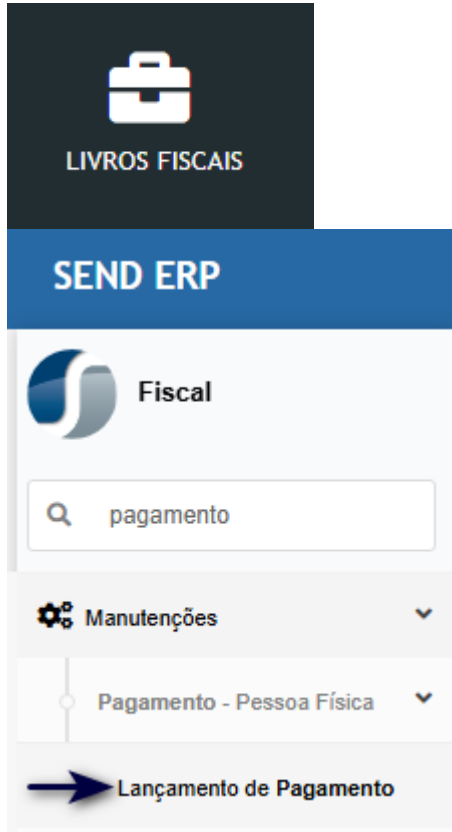 LIVROS FISCAIS
SEND ERP
Fiscal
pagamento
Manutenções
Pagamento - Pessoa Física
Lançamento de Pagamento